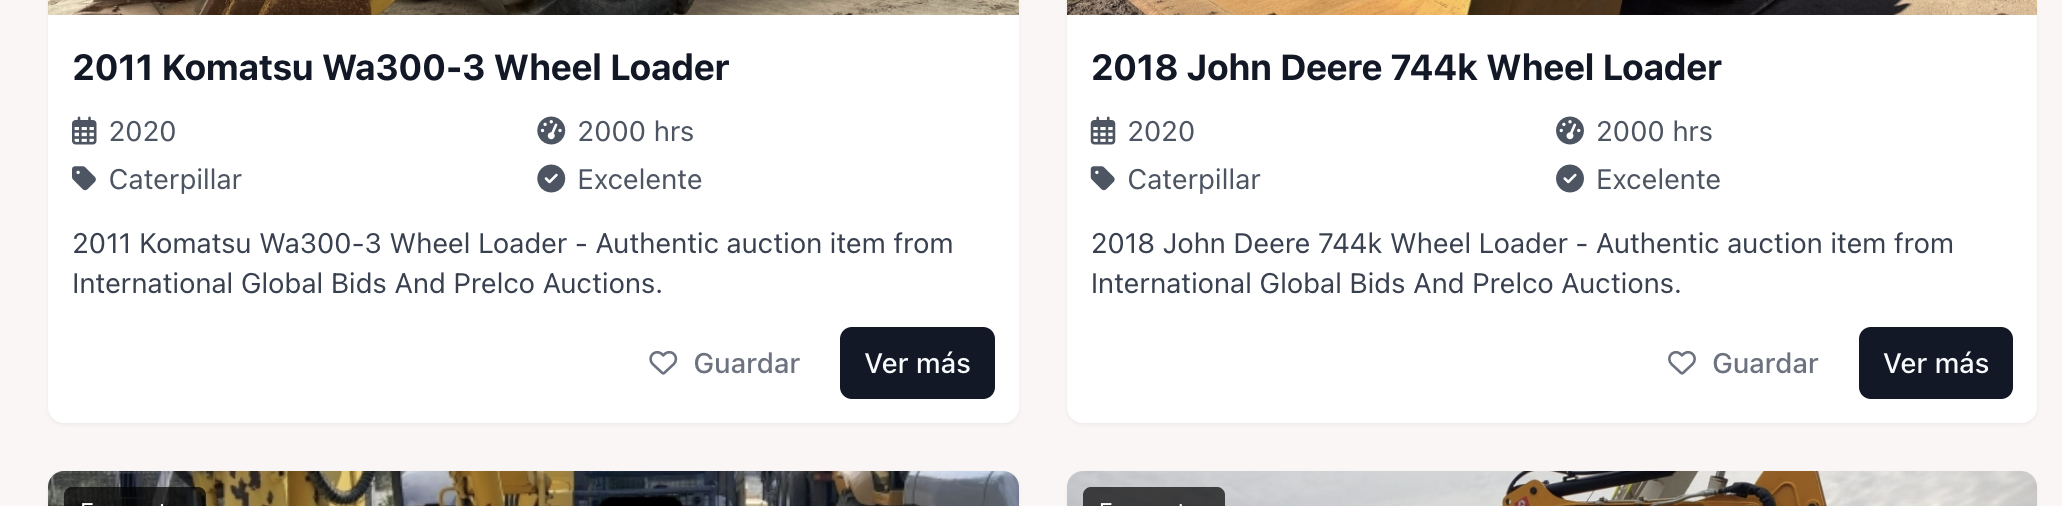 2011 Komatsu Wa300-3 Wheel Loader
2020
2000 hrs
Caterpillar
Excelente
2011 Komatsu Wa300-3 Wheel Loader - Authentic auction item from
International Global Bids And Prelco Auctions.
Guardar
Ver más
2018 John Deere 744k Wheel Loader
2020
2000 hrs
Caterpillar
Excelente
2018 John Deere 744k Wheel Loader - Authentic auction item from
International Global Bids And Prelco Auctions.
Guardar
Ver más